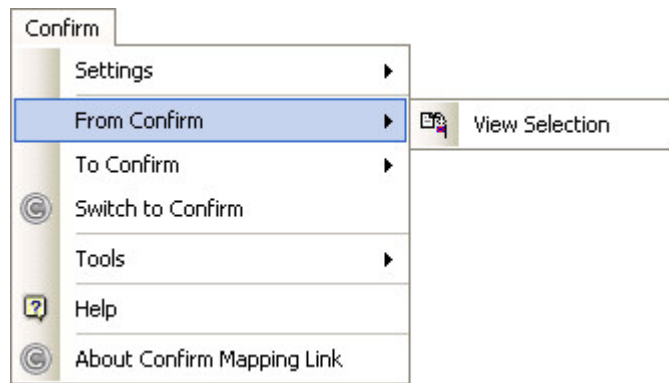 Confirm
Settings
From Confirm
View Selection
To Confirm
Switch to Confirm
Tools
Help
About Confirm Mapping Link